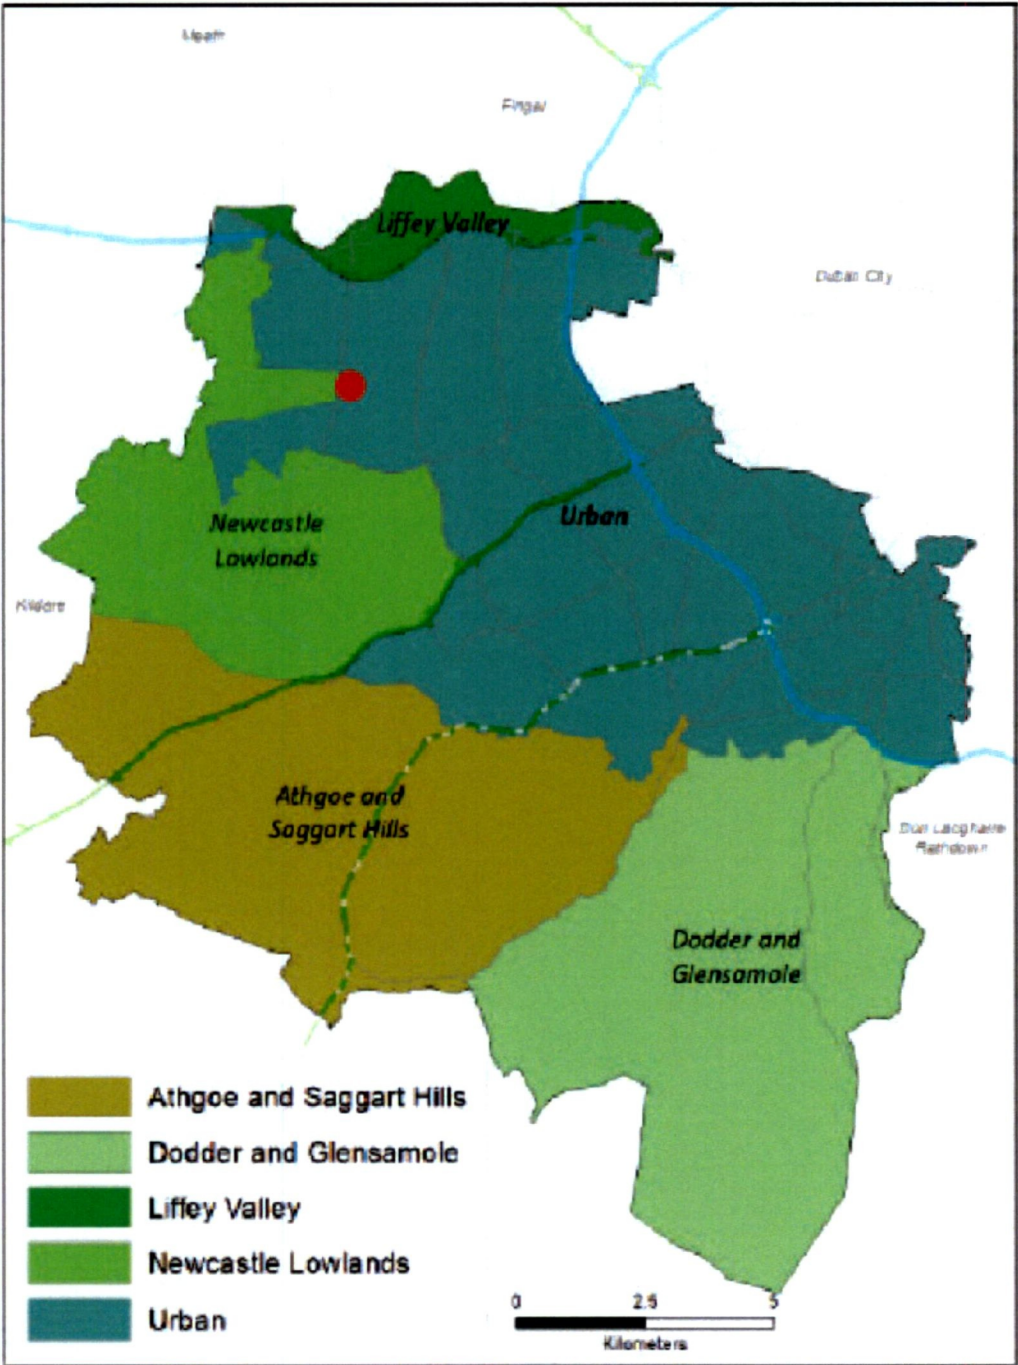 Meath
Fingal
Liffey Valley
Dublin City
Urban
Newcastle
Lowlands
Kildare
Athgoe and
Saggart Hills
Dún Laoghaire
Rathdown
Dodder and
Glensamole
Athgoe and Saggart Hills
Dodder and Glensamole
Liffey Valley
Newcastle Lowlands
Urban
0 2.5 5
Kilometers